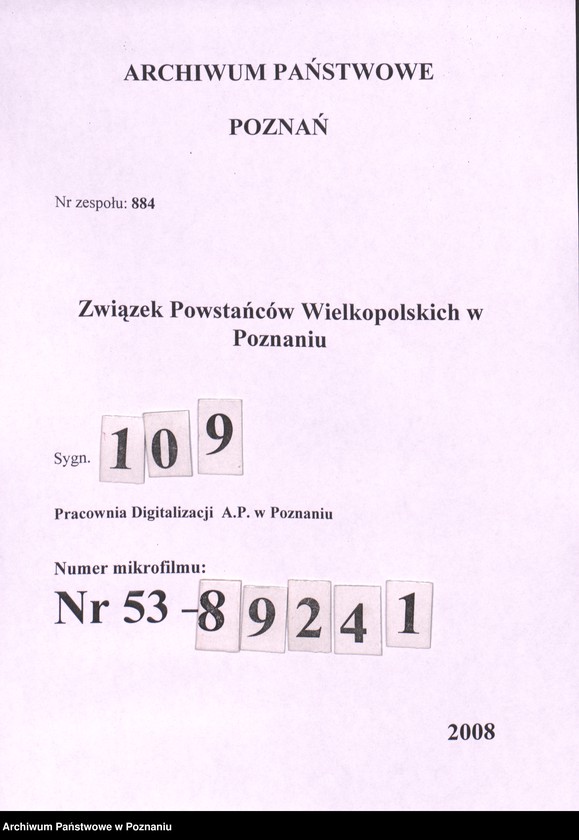 ARCHIWUM PAŃSTWOWE
POZNAŃ
Nr zespołu: 884
Związek Powstańców Wielkopolskich w
Poznaniu
Sygn. 109
Pracownia Digitalizacji A.P. w Poznaniu
Numer mikrofilmu:
Nr 53 -89241
2008
Archiwum Państwowe w Poznaniu